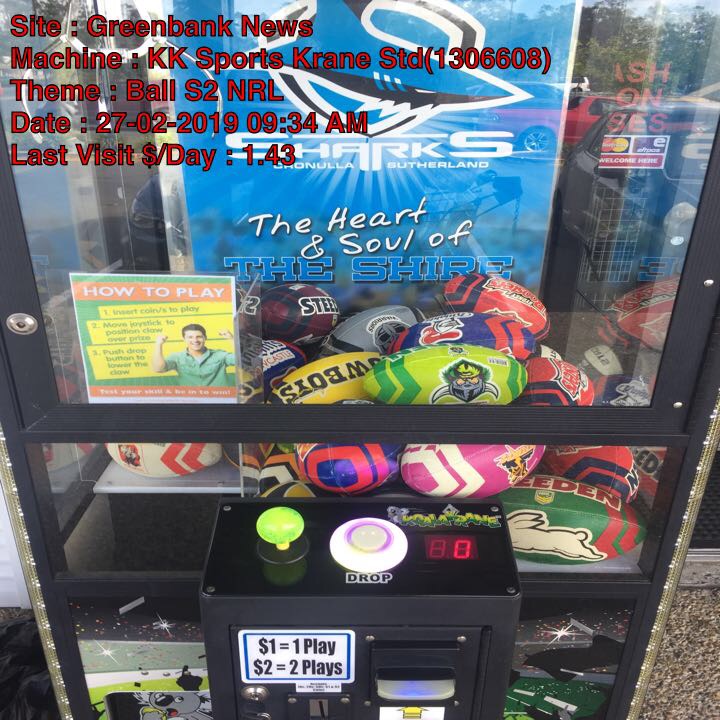 Site : Greenbank News
Machine : KK Sports Krane Std(1306608)
Theme : Ball S2 NRL
Date : 27-02-2019 09:34 AM
Last Visit $/Day : 1.43
SHARKS
CRONULLA SUTHERLAND
The Heart
& Soul of
THE SHIRE
WELCOME HERE
eftpos
HOW TO PLAY
1. Insert coin/s to play
2. Move joystick to
position claw
over prize
3. Push drop
button to
lower the
claw
Test your skill & be in to win!
COWBOYS
KOALA KRANE
DROP
$1 = 1 Play
$2 = 2 Plays